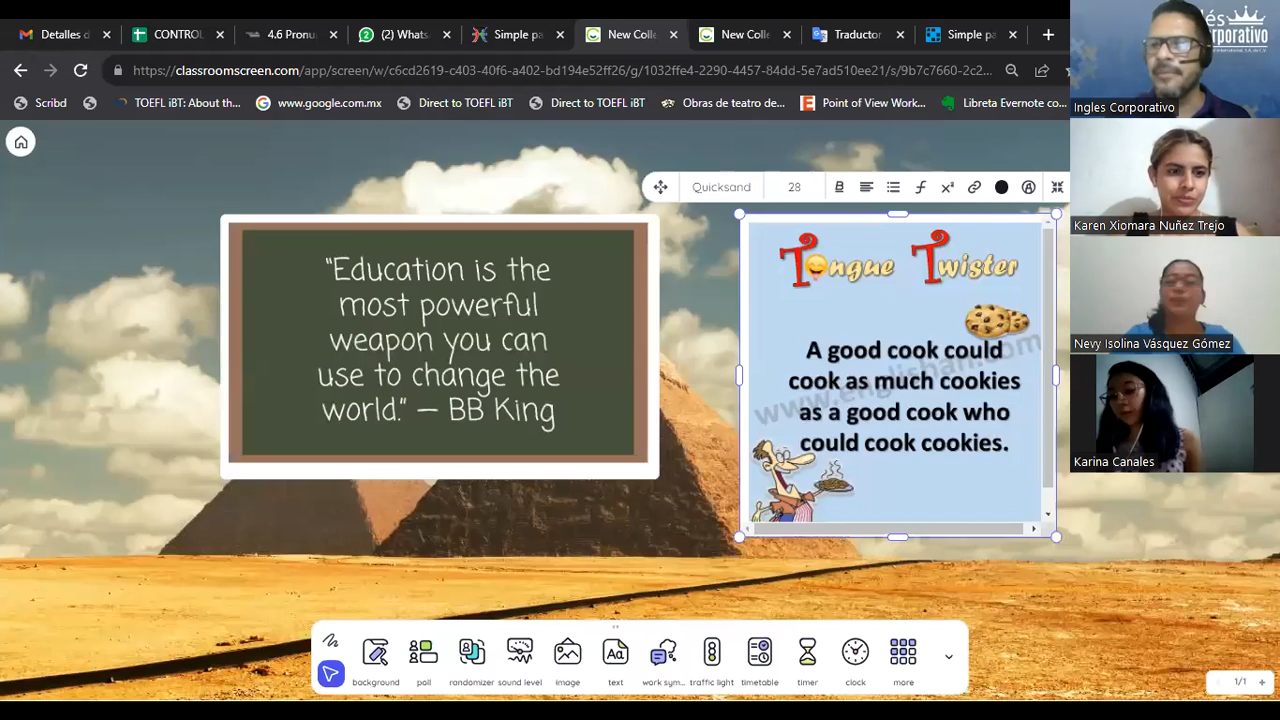 Detalles d
CONTROL
4.6 Pronu
(2) Whats
Simple pa
New Colle
New Colle
Traductor
Simple pa
https://classroomscreen.com/app/screen/w/c6cd2619-c403-40f6-a402-bd194e52ff26/g/1032ffe4-2290-4457-84dd-5e7ad510ee21/s/9b7c7660-2c2...
Scribd
TOEFL iBT: About th...
www.google.com.mx
Direct to TOEFL iBT
Direct to TOEFL iBT
Obras de teatro de...
Point of View Work...
Libreta Evernote co...
Quicksand
28
"Education is the
most powerful
weapon you can
use to change the
world." – BB King
Tongue Twister
A good cook could
cook as much cookies
as a good cook who
could cook cookies.
www.englishan.com
background
poll
randomizer
sound level
image
text
work sym...
traffic light
timetable
timer
clock
more
1/1
Ingles Corporativo
Karen Xiomara Nuñez Trejo
Nevy Isolina Vásquez Gómez
Karina Canales